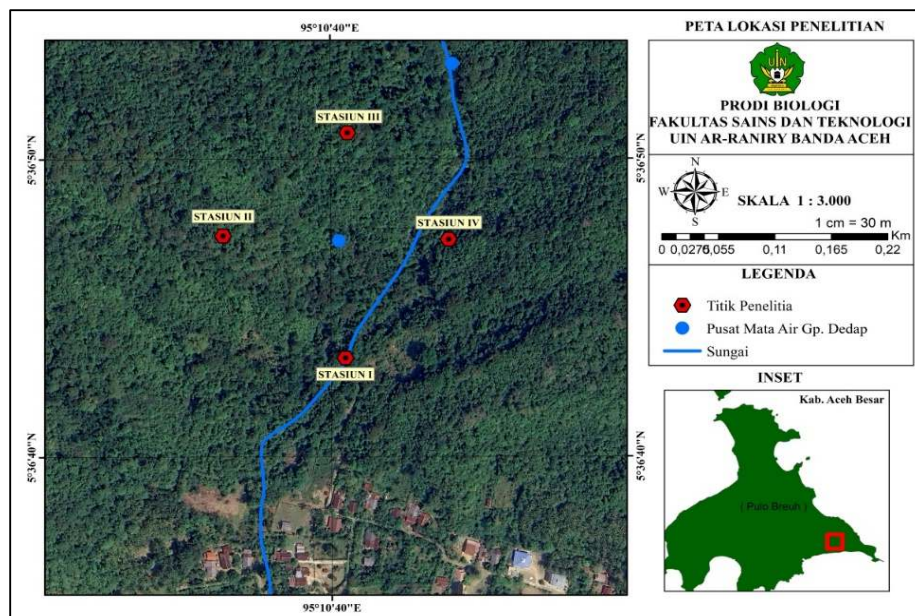 95°10'40"E
STASIUN III
5°36'50"N
5°36'50"N
STASIUN II
STASIUN IV
STASIUN I
5°36'40"N
5°36'40"N
95°10'40"E
PETA LOKASI PENELITIAN
UIN
PRODI BIOLOGI
FAKULTAS SAINS DAN TEKNOLOGI
UIN AR-RANIRY BANDA ACEH
N
W E
S
SKALA 1 : 3.000
1 cm = 30 m
Km
0 0,0275 0,055 0,11 0,165 0,22
LEGENDA
Titik Penelitia
Pusat Mata Air Gp. Dedap
Sungai
INSET
Kab. Aceh Besar
( Pulo Breuh )